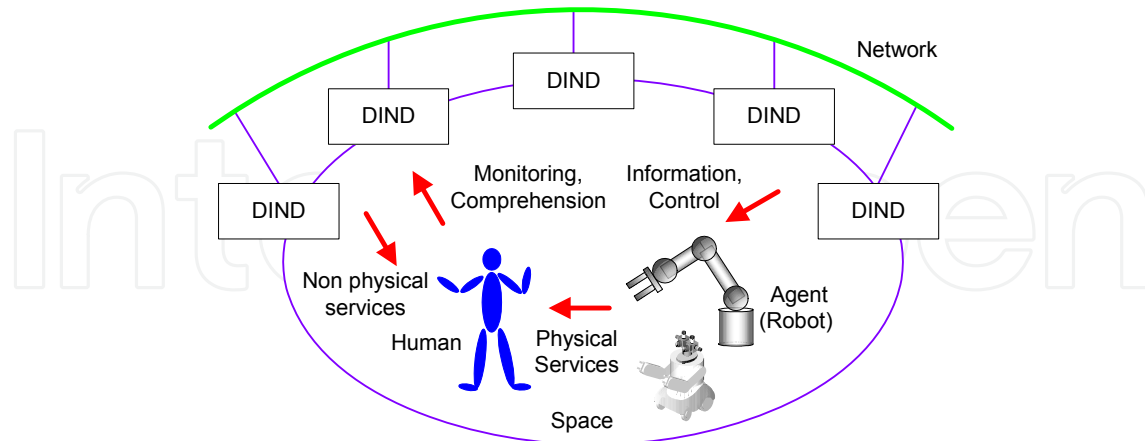 Network
DIND
DIND
DIND
DIND
DIND
Monitoring,
Comprehension
Information,
Control
Non physical
services
Human
Physical
Services
Agent
(Robot)
Space